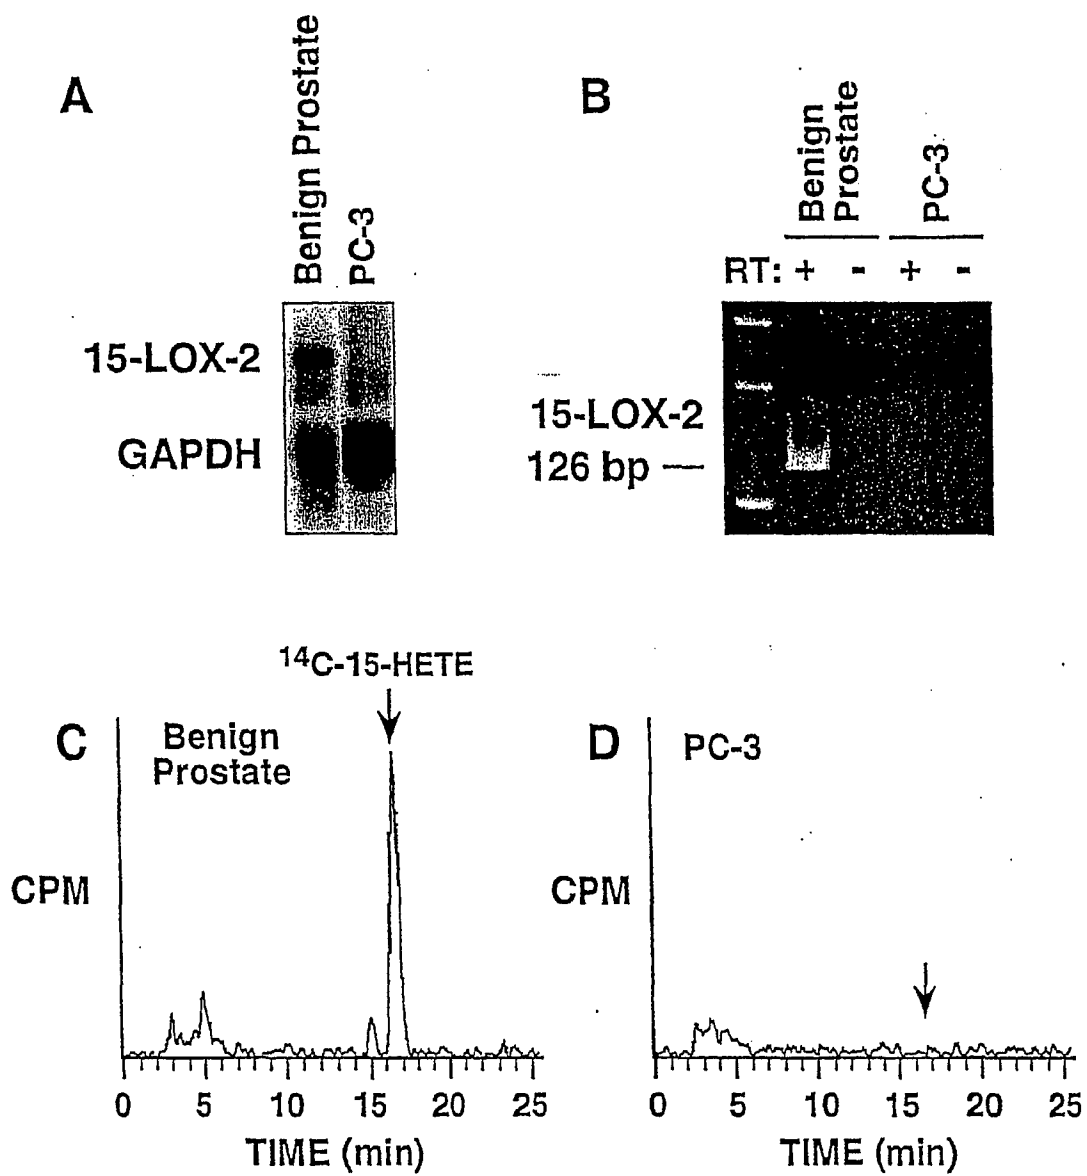 A
Benign Prostate
PC-3
15-LOX-2
GAPDH
B
Benign
Prostate
PC-3
RT: + - + -
15-LOX-2
126 bp —
C
Benign
Prostate
¹⁴C-15-HETE
CPM
0 5 10 15 20 25
TIME (min)
D
PC-3
CPM
0 5 10 15 20 25
TIME (min)